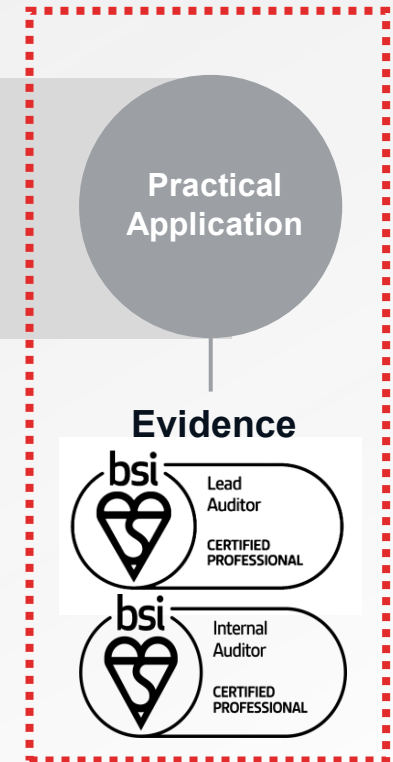 Practical
Application
Evidence
bsi
Lead
Auditor
CERTIFIED
PROFESSIONAL
bsi
Internal
Auditor
CERTIFIED
PROFESSIONAL